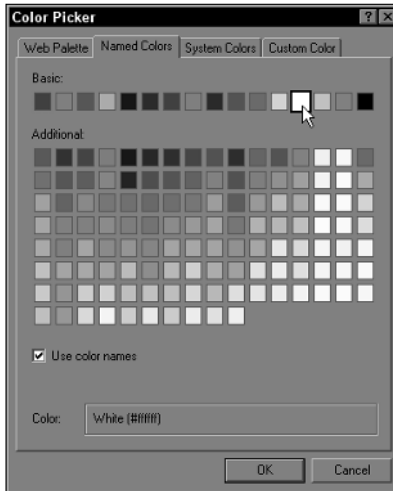 Color Picker
Web Palette Named Colors System Colors Custom Color
Basic:
Additional:
Use color names
Color: White (#ffffff)
OK Cancel